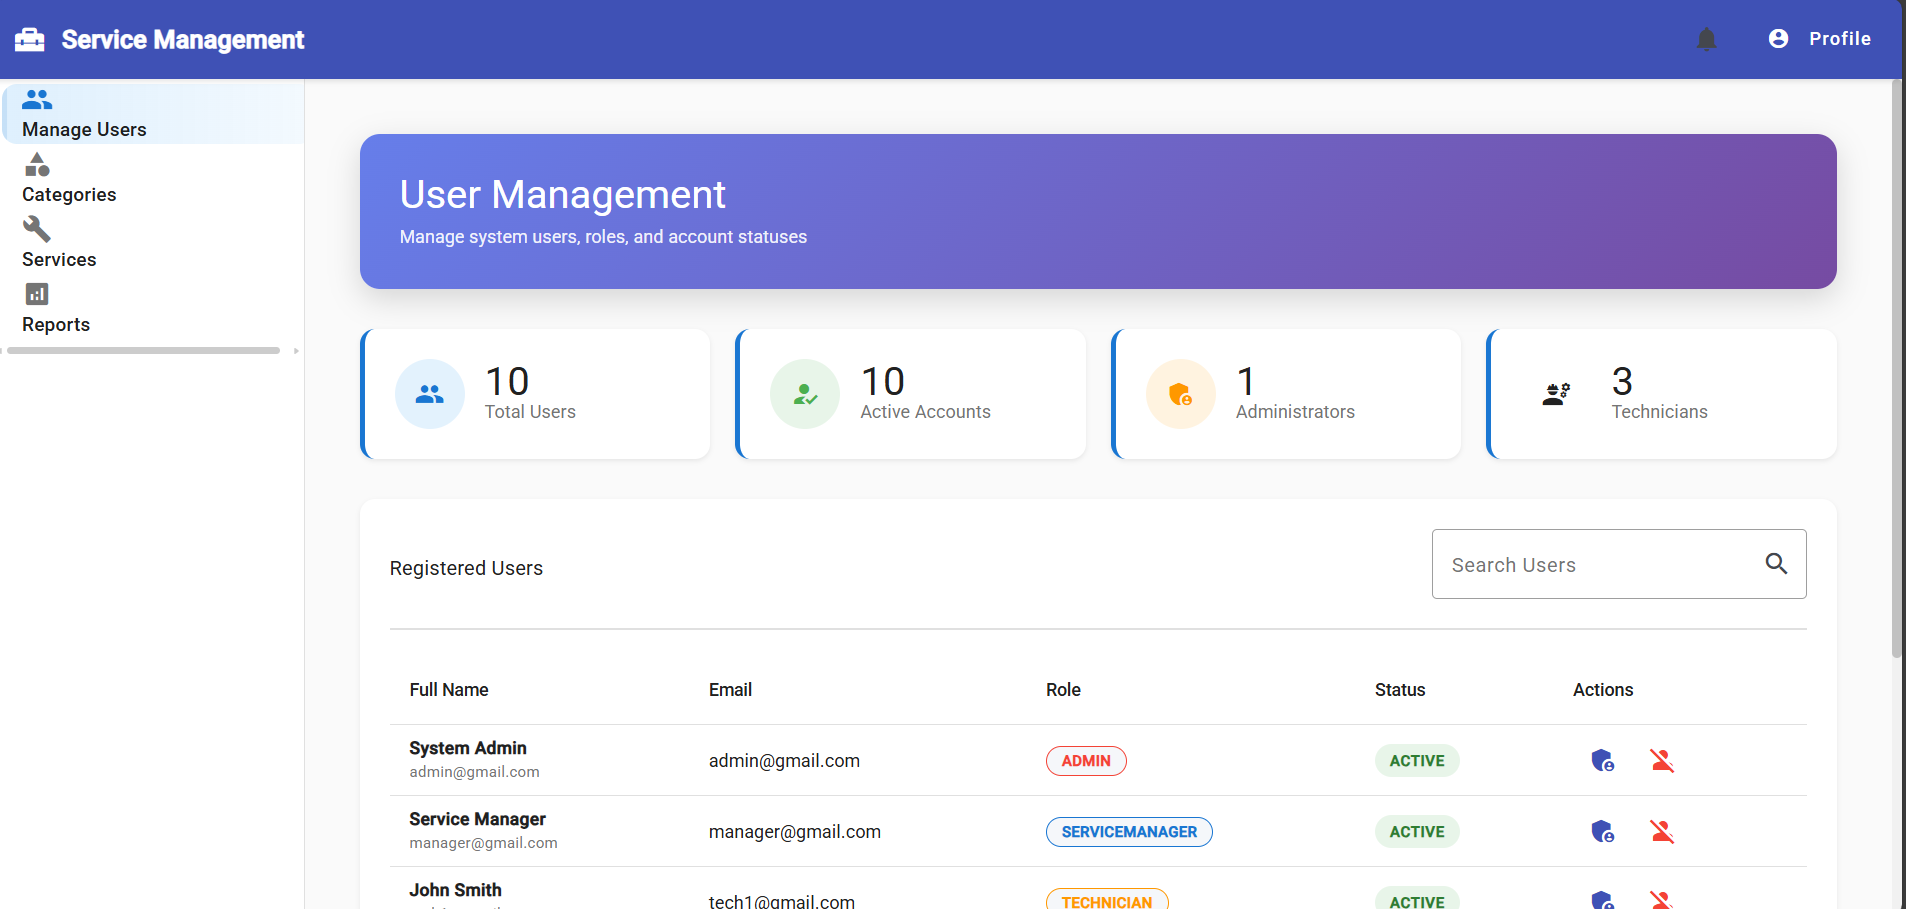 Service Management
Profile
Manage Users
Categories
Services
Reports
User Management
Manage system users, roles, and account statuses
10
Total Users
10
Active Accounts
1
Administrators
3
Technicians
Registered Users
Search Users
Full Name Email Role Status Actions
System Admin
admin@gmail.com
admin@gmail.com ADMIN ACTIVE
Service Manager
manager@gmail.com
manager@gmail.com SERVICEMANAGER ACTIVE
John Smith
tech1@gmail.com TECHNICIAN ACTIVE